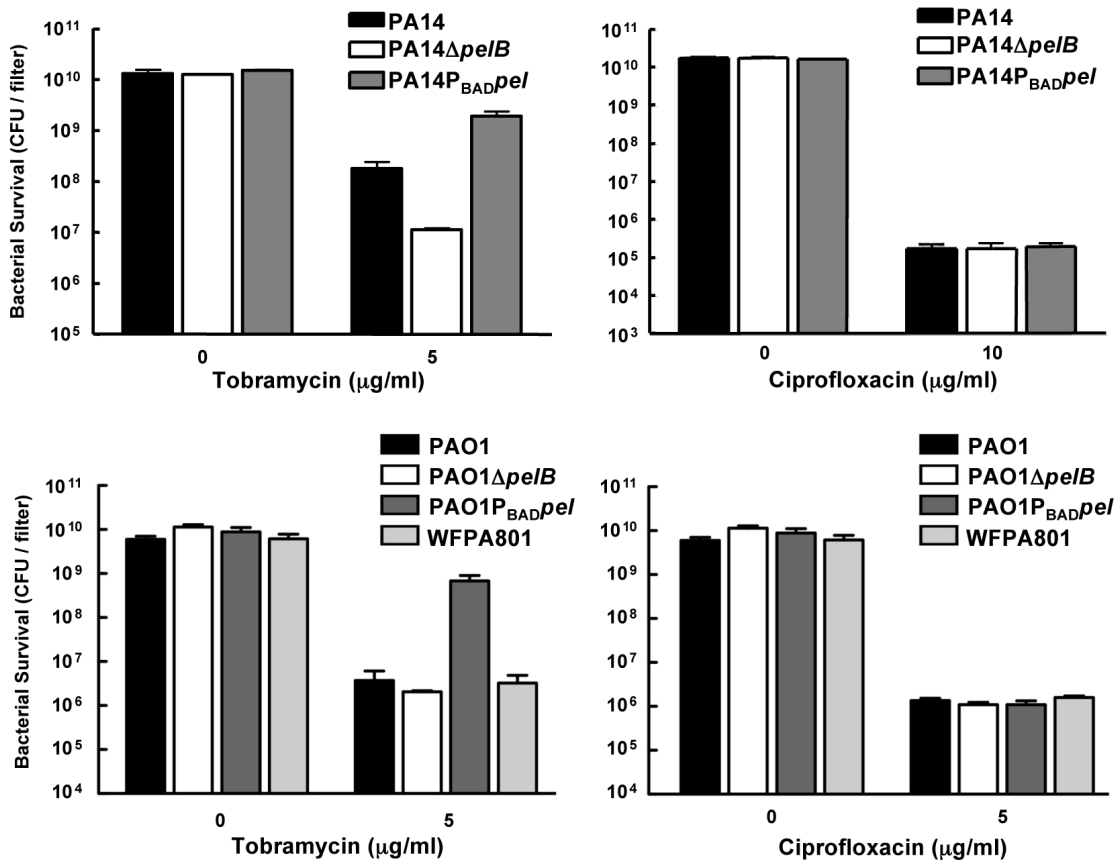 PA14
PA14ΔpelB
PA14P_BADpel
Bacterial Survival (CFU / filter)
10^11
10^10
10^9
10^8
10^7
10^6
10^5
0
5
Tobramycin (μg/ml)
PA14
PA14ΔpelB
PA14P_BADpel
10^11
10^10
10^9
10^8
10^7
10^6
10^5
10^4
10^3
0
10
Ciprofloxacin (μg/ml)
PAO1
PAO1ΔpelB
PAO1P_BADpel
WFPA801
Bacterial Survival (CFU / filter)
10^11
10^10
10^9
10^8
10^7
10^6
10^5
10^4
0
5
Tobramycin (μg/ml)
PAO1
PAO1ΔpelB
PAO1P_BADpel
WFPA801
10^11
10^10
10^9
10^8
10^7
10^6
10^5
10^4
0
5
Ciprofloxacin (μg/ml)